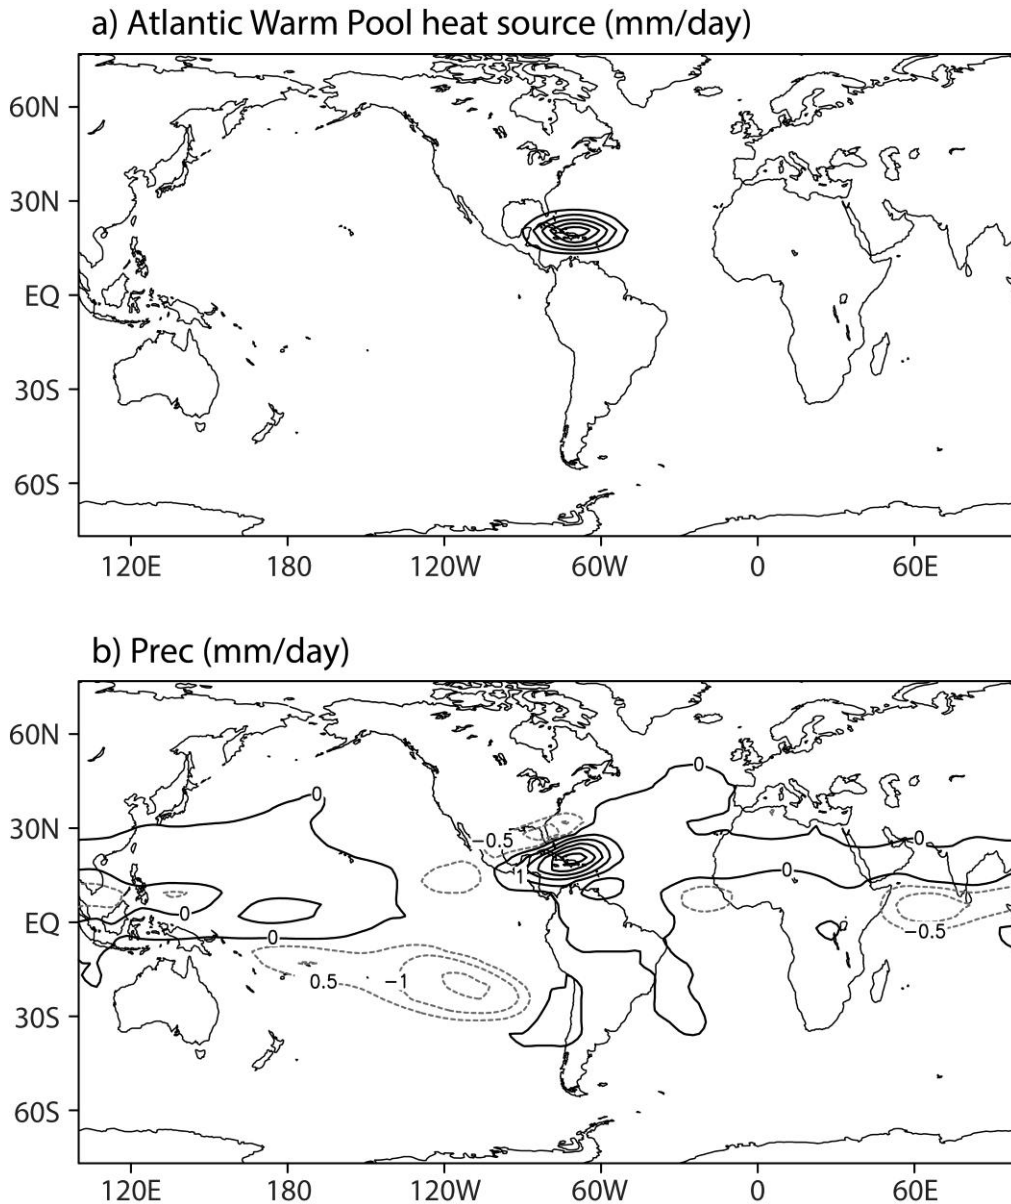 a) Atlantic Warm Pool heat source (mm/day)
60N
30N
EQ
30S
60S
120E 180 120W 60W 0 60E
b) Prec (mm/day)
60N
0
0
30N
−0.5
0
−1
0
0
EQ
0
−0.5
0.5
−1
30S
60S
120E 180 120W 60W 0 60E